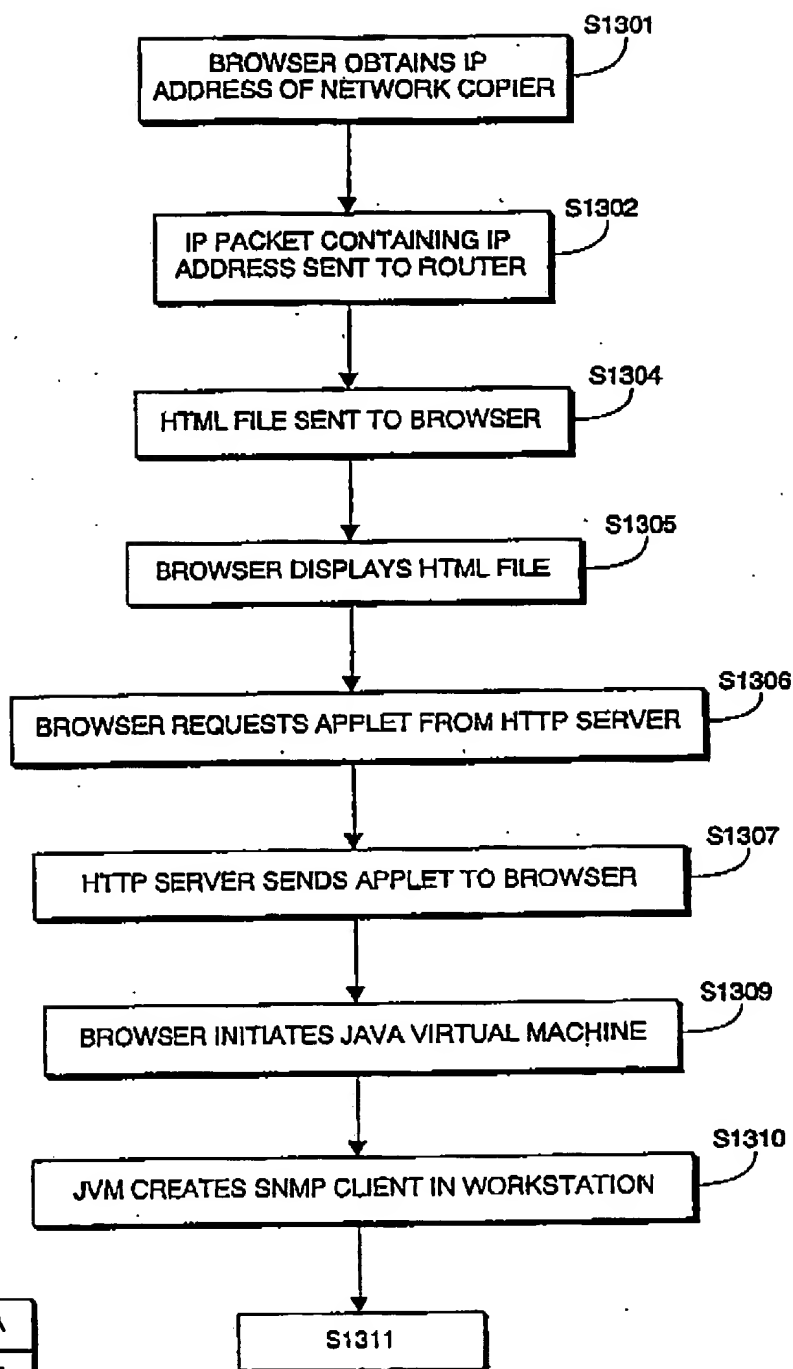 S1301
BROWSER OBTAINS IP
ADDRESS OF NETWORK COPIER
S1302
IP PACKET CONTAINING IP
ADDRESS SENT TO ROUTER
S1304
HTML FILE SENT TO BROWSER
S1305
BROWSER DISPLAYS HTML FILE
S1306
BROWSER REQUESTS APPLET FROM HTTP SERVER
S1307
HTTP SERVER SENDS APPLET TO BROWSER
S1309
BROWSER INITIATES JAVA VIRTUAL MACHINE
S1310
JVM CREATES SNMP CLIENT IN WORKSTATION
S1311